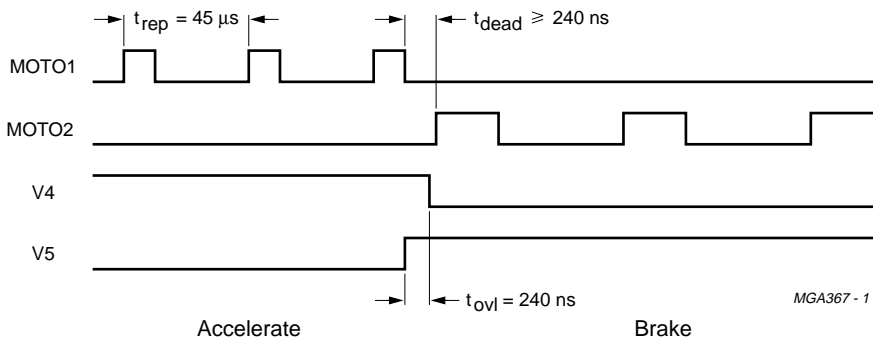 t_rep = 45 μs
t_dead ≥ 240 ns
MOTO1
MOTO2
V4
V5
t_ovl = 240 ns
MGA367 - 1
Accelerate
Brake